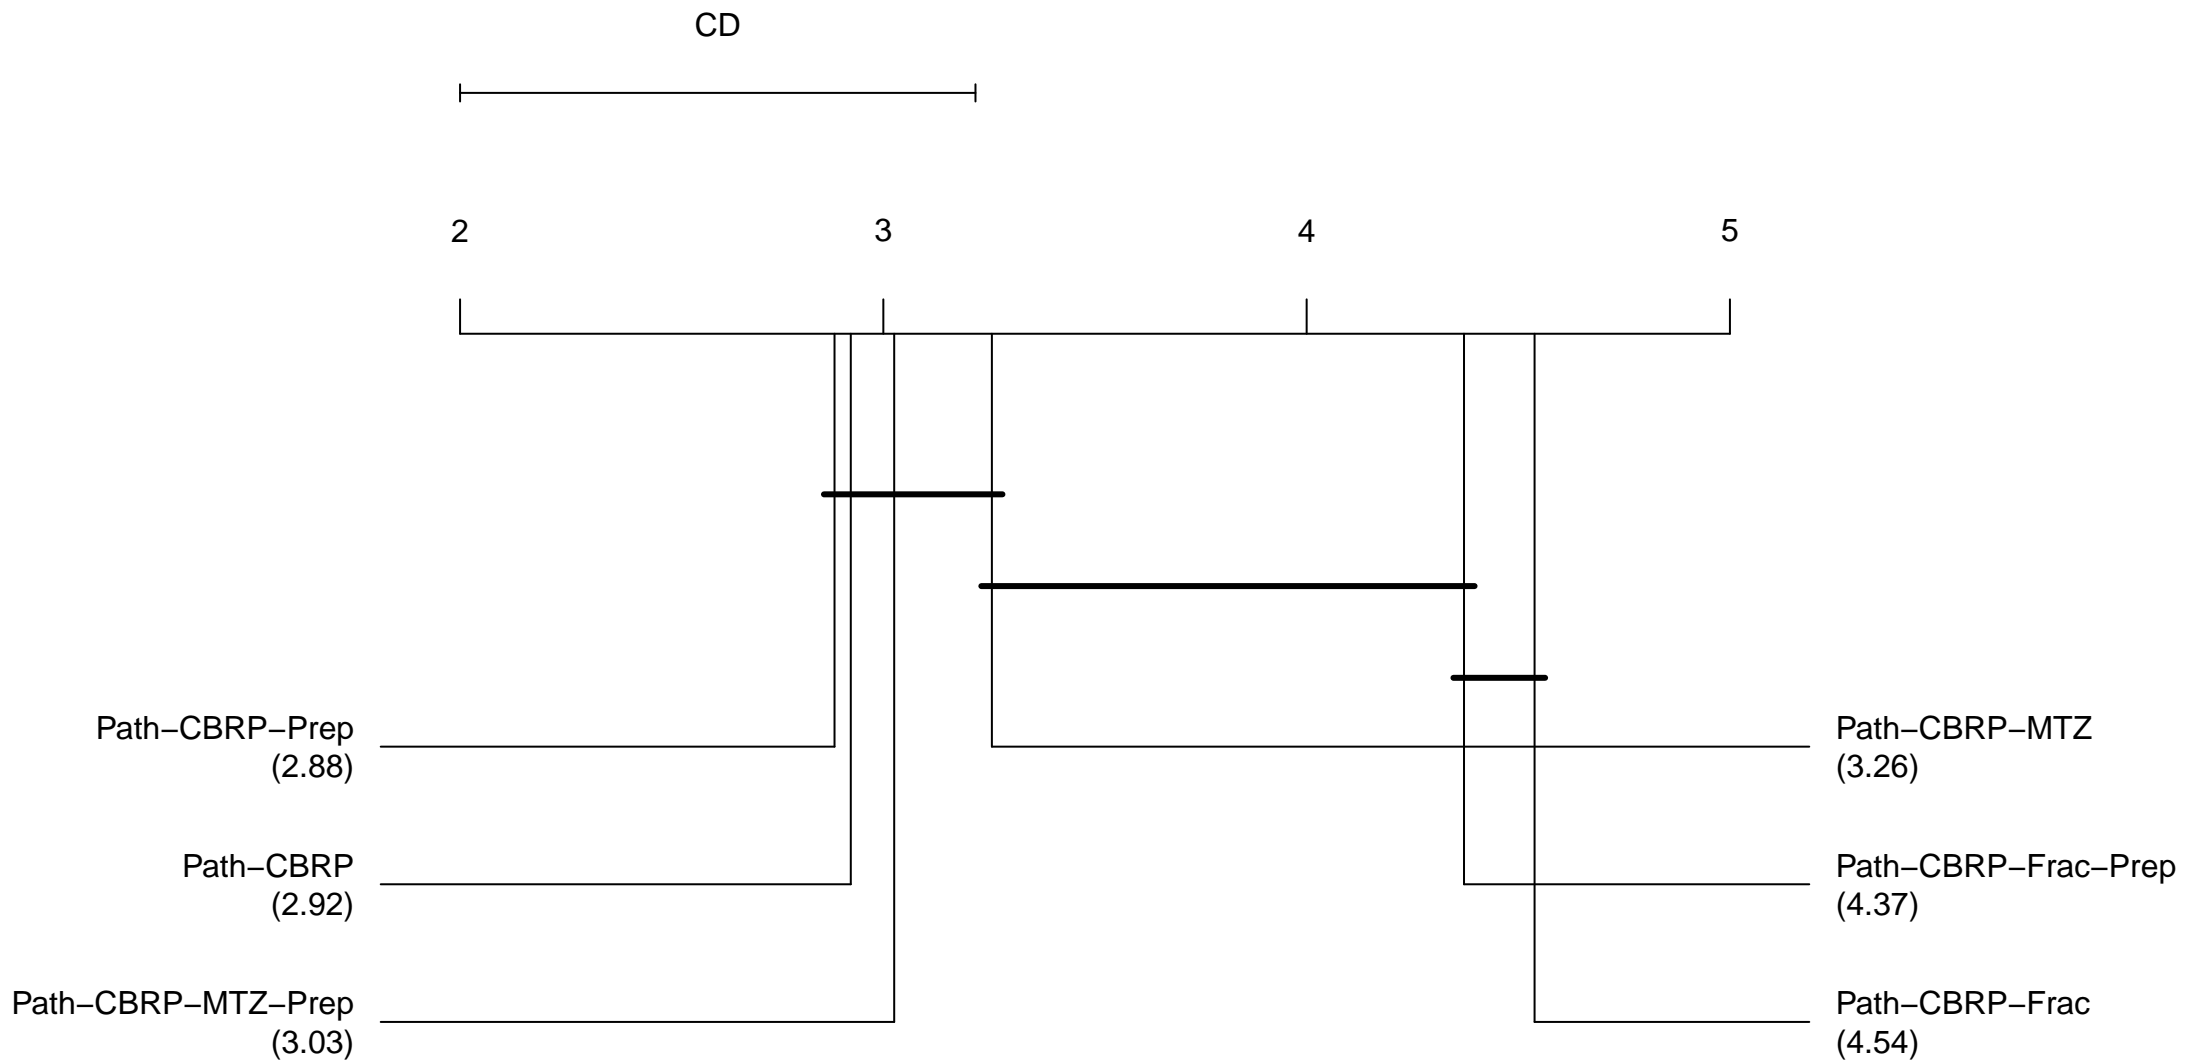 CD
2 3 4 5
Path−CBRP−Prep
(2.88)
Path−CBRP
(2.92)
Path−CBRP−MTZ−Prep
(3.03)
Path−CBRP−MTZ
(3.26)
Path−CBRP−Frac−Prep
(4.37)
Path−CBRP−Frac
(4.54)